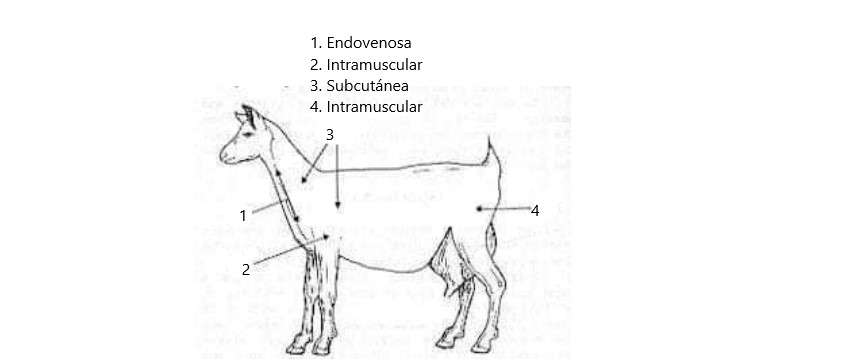 1. Endovenosa
2. Intramuscular
3. Subcutánea
4. Intramuscular
3
1
4
2